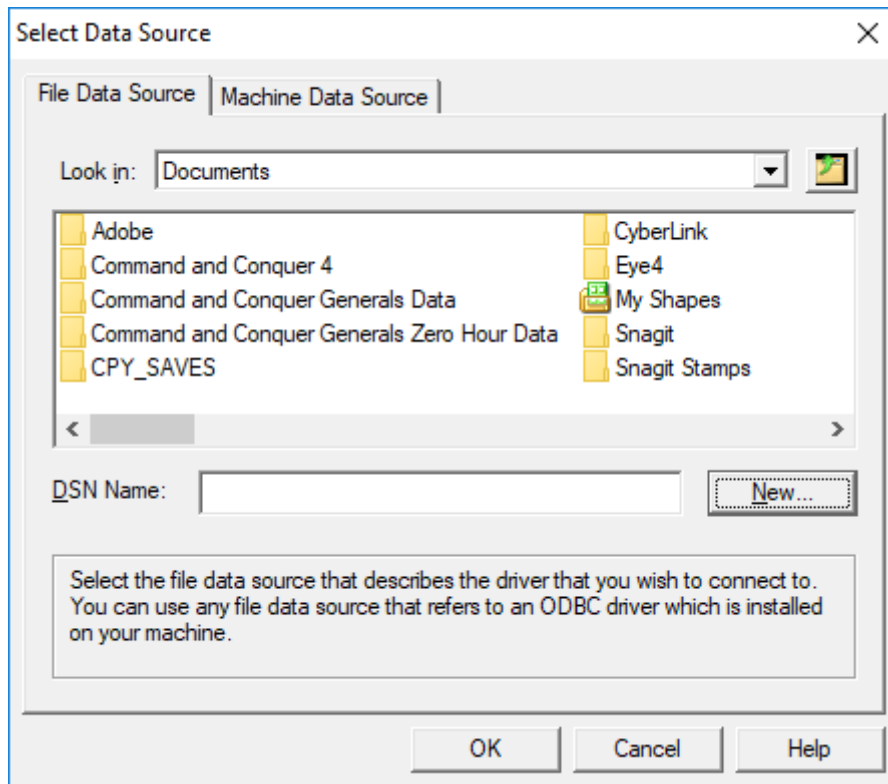 Select Data Source
File Data Source
Machine Data Source
Look in:
Documents
Adobe
Command and Conquer 4
Command and Conquer Generals Data
Command and Conquer Generals Zero Hour Data
CPY_SAVES
CyberLink
Eye4
My Shapes
Snagit
Snagit Stamps
DSN Name:
New...
Select the file data source that describes the driver that you wish to connect to.
You can use any file data source that refers to an ODBC driver which is installed
on your machine.
OK
Cancel
Help